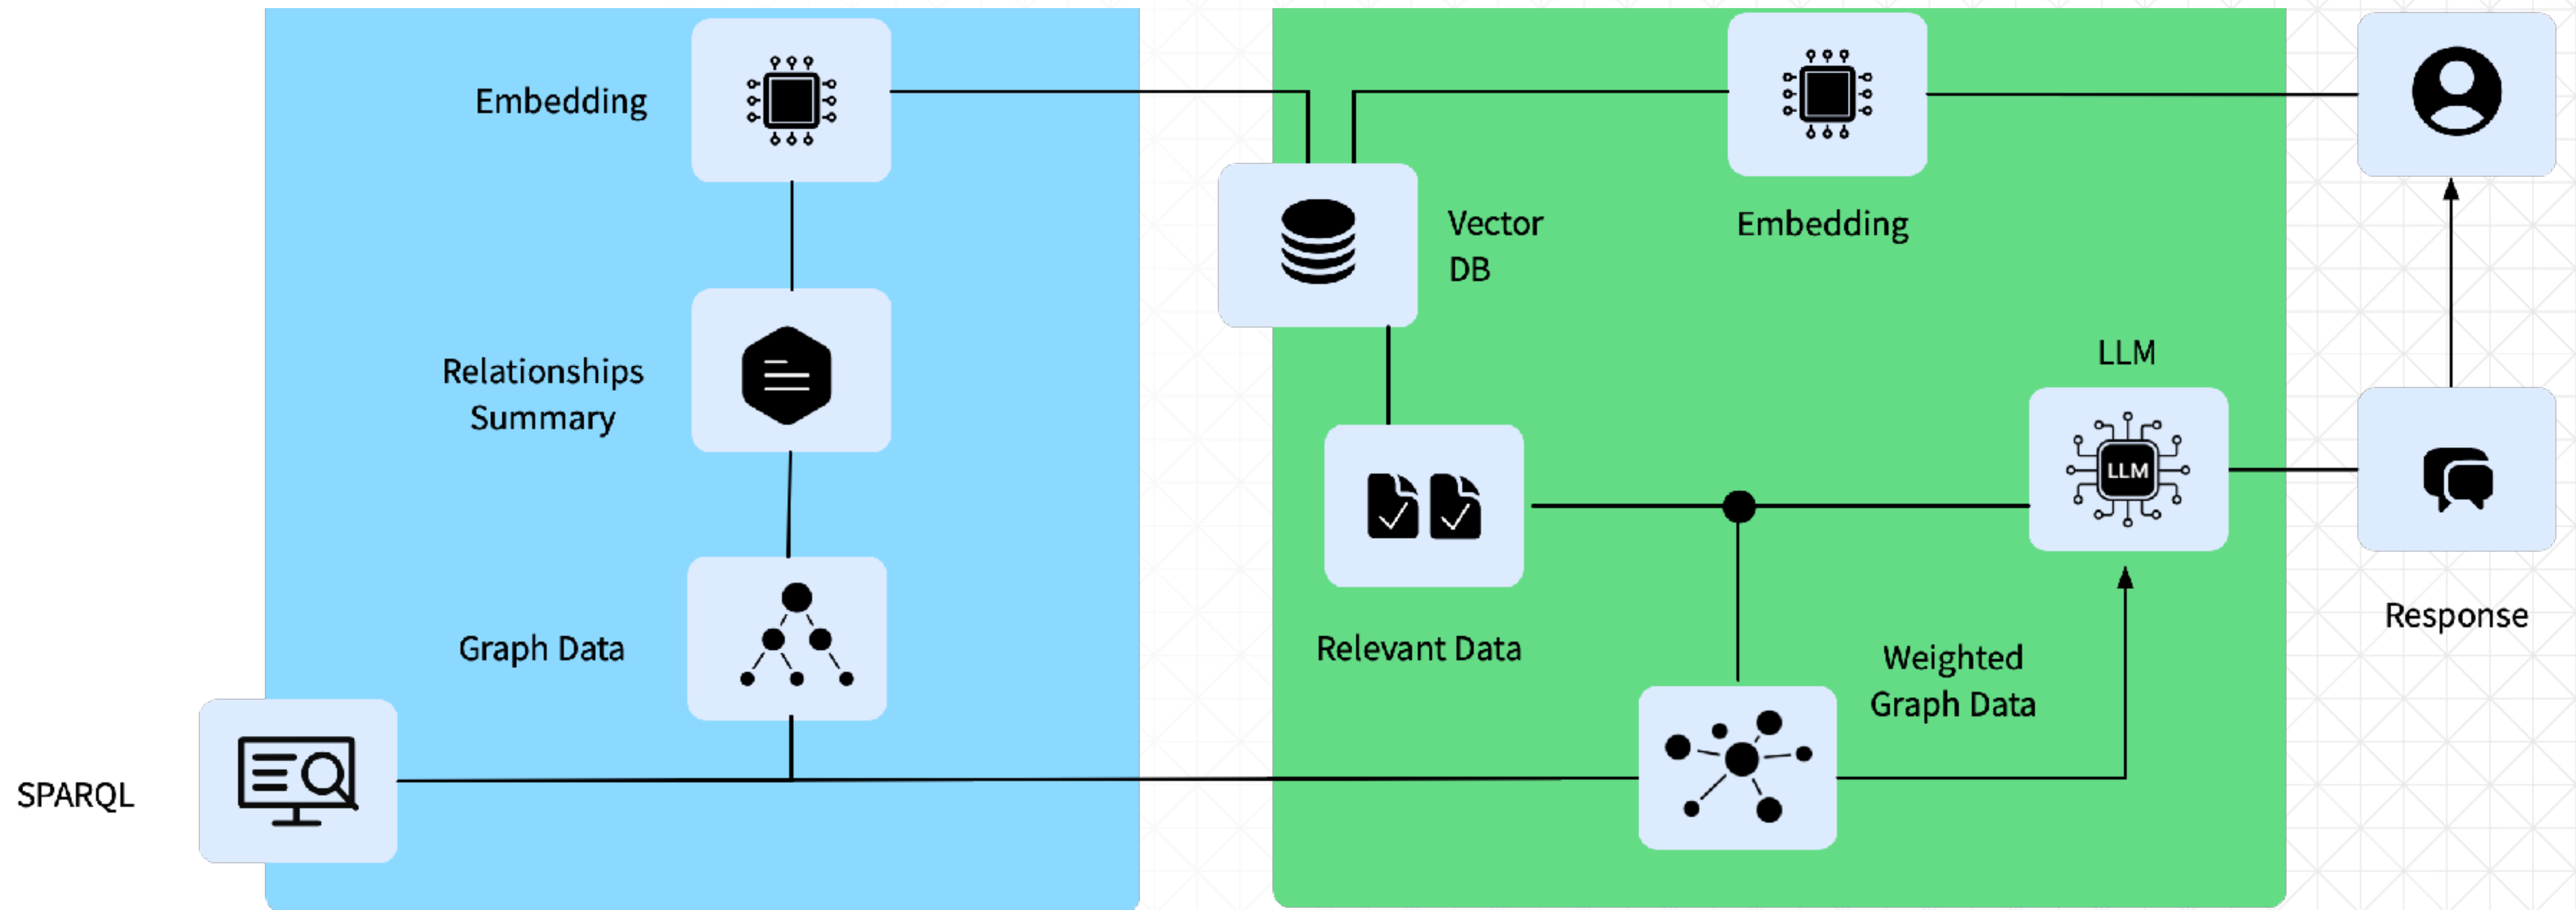 Embedding
Relationships
Summary
Graph Data
SPARQL
Vector
DB
Embedding
LLM
LLM
Relevant Data
Weighted
Graph Data
Response